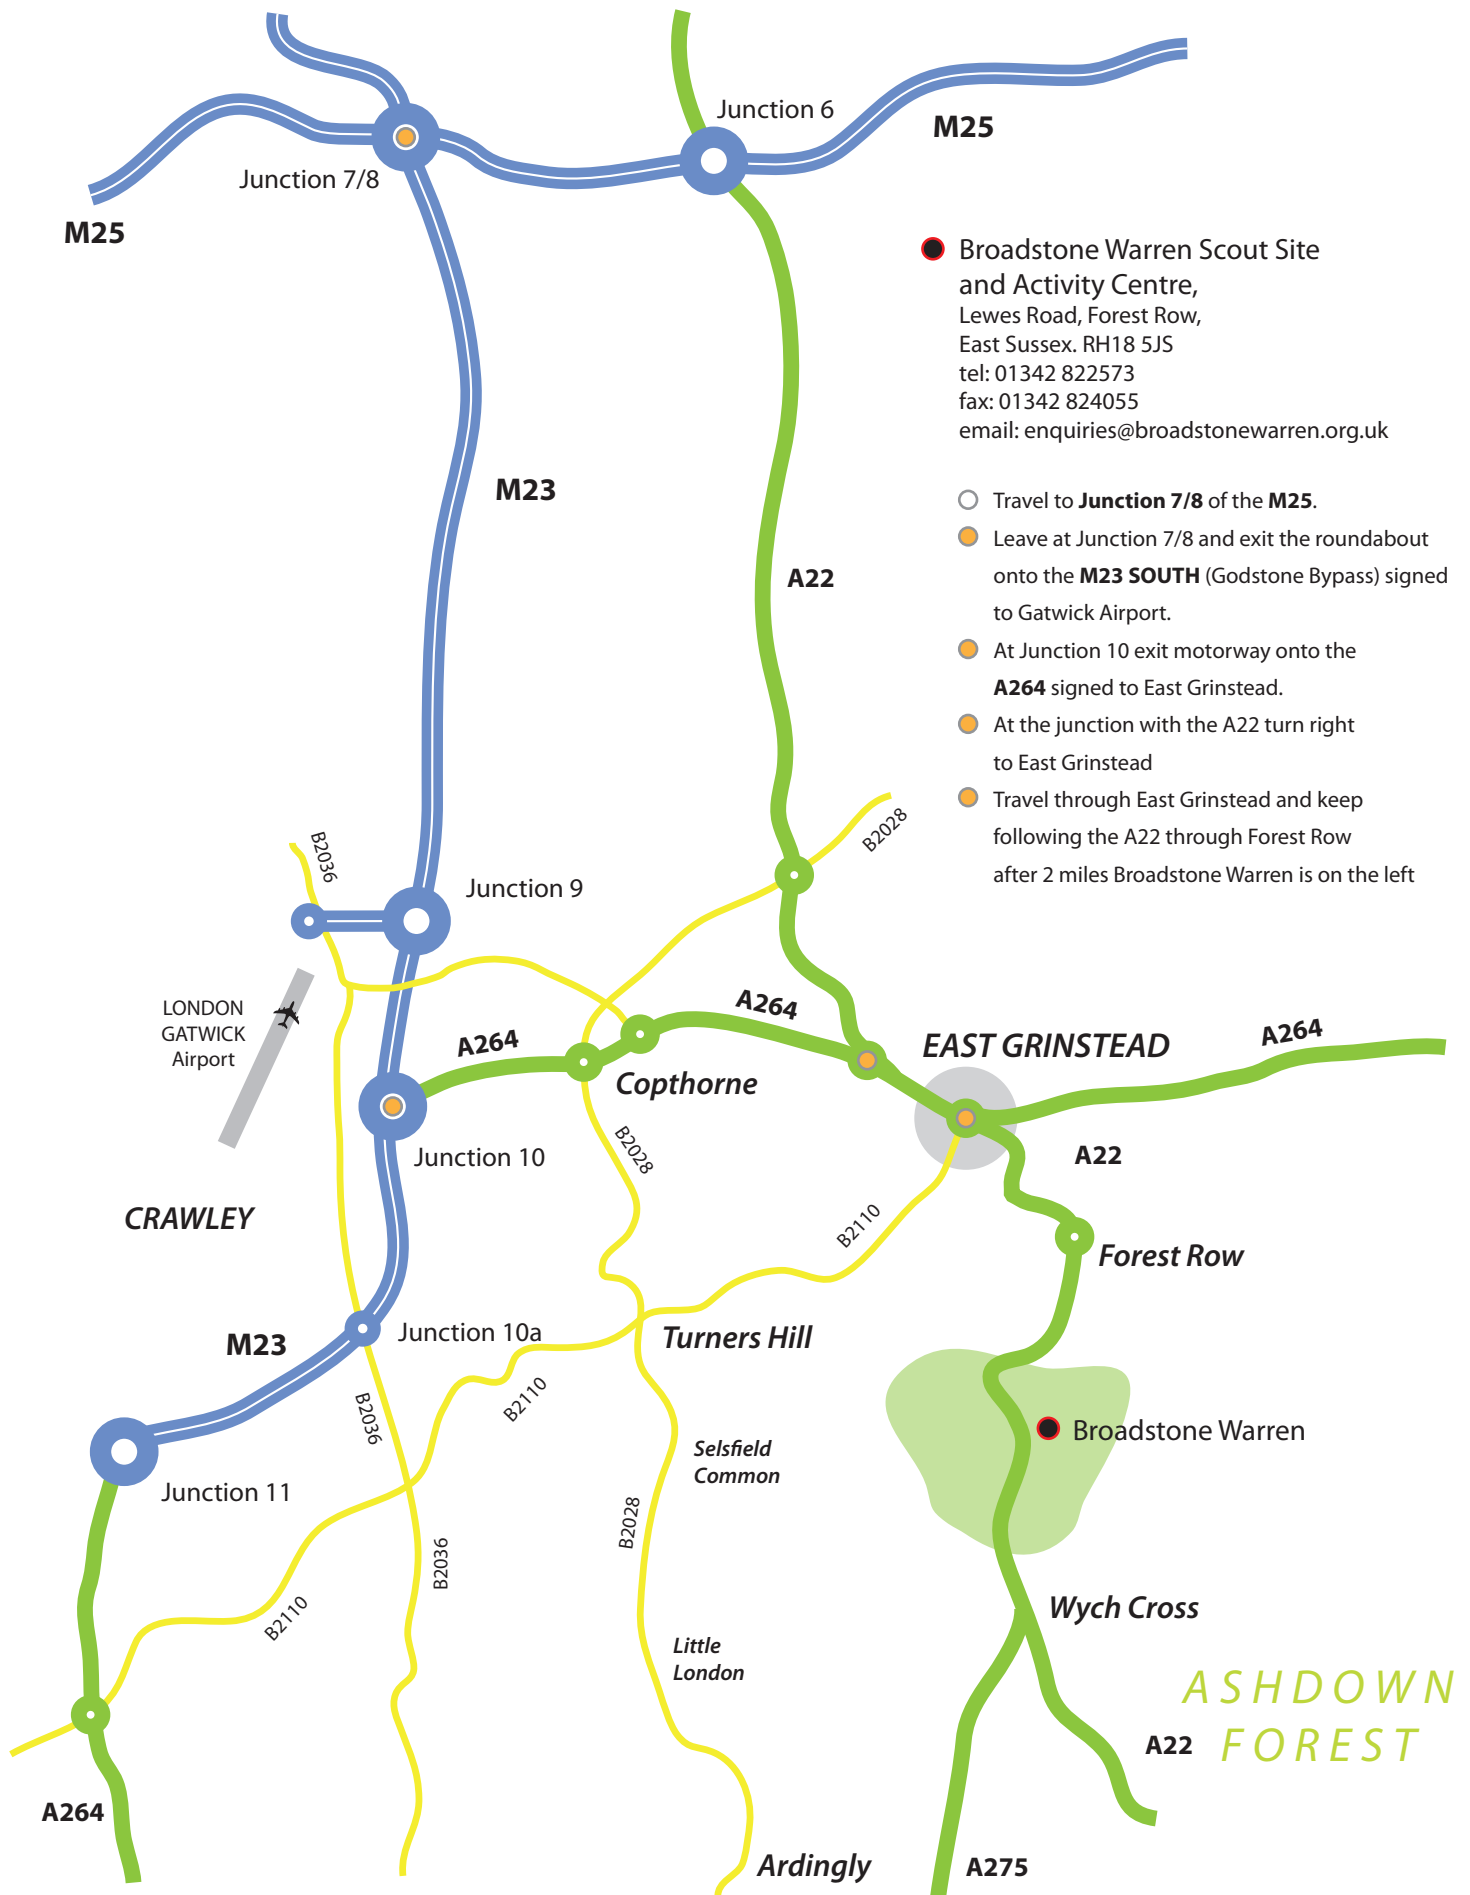 Junction 6
M25
Junction 7/8
M25
Broadstone Warren Scout Site
and Activity Centre,
Lewes Road, Forest Row,
East Sussex. RH18 5JS
tel: 01342 822573
fax: 01342 824055
email: enquiries@broadstonewarren.org.uk
M23
Travel to Junction 7/8 of the M25.
Leave at Junction 7/8 and exit the roundabout
onto the M23 SOUTH (Godstone Bypass) signed
to Gatwick Airport.
At Junction 10 exit motorway onto the
A264 signed to East Grinstead.
At the junction with the A22 turn right
to East Grinstead
Travel through East Grinstead and keep
following the A22 through Forest Row
after 2 miles Broadstone Warren is on the left
A22
B2028
B2036
Junction 9
LONDON
GATWICK
Airport
A264
A264
EAST GRINSTEAD
A264
Copthorne
B2028
Junction 10
A22
CRAWLEY
B2110
Forest Row
M23
Junction 10a
Turners Hill
B2036
B2110
Broadstone Warren
Selsfield
Common
Junction 11
B2028
B2036
B2110
Wych Cross
Little
London
ASHDOWN
FOREST
A22
A264
Ardingly
A275